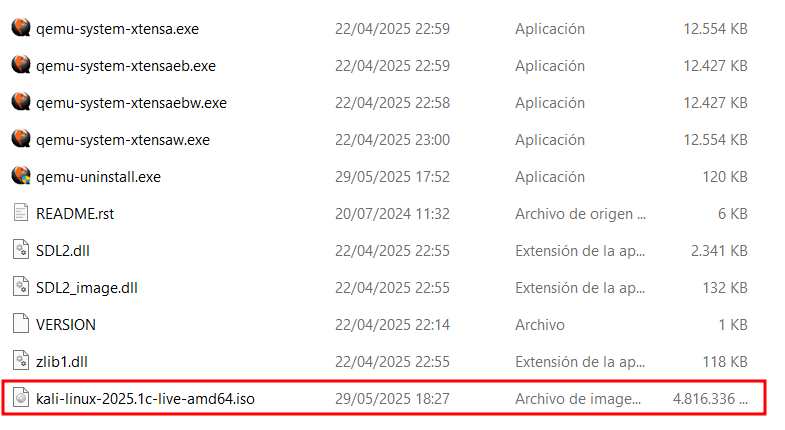 qemu-system-xtensa.exe 22/04/2025 22:59 Aplicación 12.554 KB
qemu-system-xtensaeb.exe 22/04/2025 22:59 Aplicación 12.427 KB
qemu-system-xtensaebw.exe 22/04/2025 22:58 Aplicación 12.427 KB
qemu-system-xtensaw.exe 22/04/2025 23:00 Aplicación 12.554 KB
qemu-uninstall.exe 29/05/2025 17:52 Aplicación 120 KB
README.rst 20/07/2024 11:32 Archivo de origen ... 6 KB
SDL2.dll 22/04/2025 22:55 Extensión de la ap... 2.341 KB
SDL2_image.dll 22/04/2025 22:55 Extensión de la ap... 132 KB
VERSION 22/04/2025 22:14 Archivo 1 KB
zlib1.dll 22/04/2025 22:55 Extensión de la ap... 118 KB
kali-linux-2025.1c-live-amd64.iso 29/05/2025 18:27 Archivo de image... 4.816.336 ...